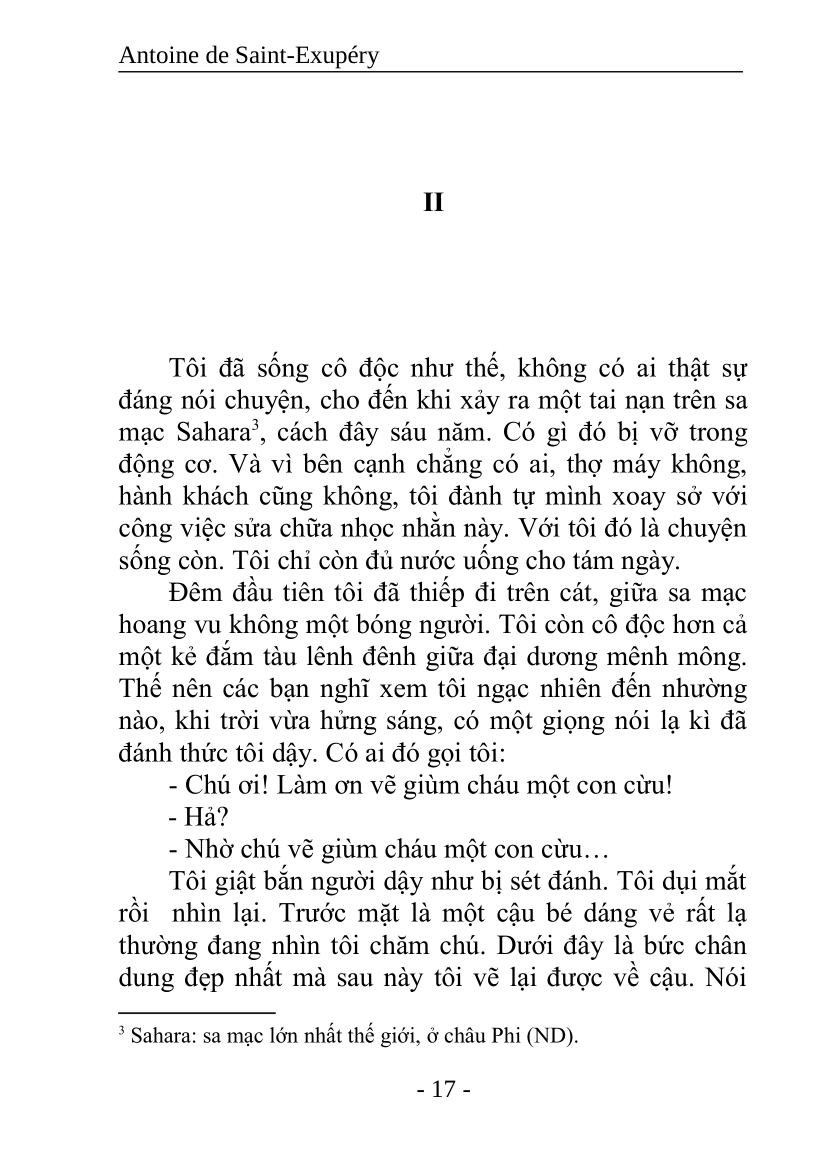 Antoine de Saint-Exupéry
II
Tôi đã sống cô độc như thế, không có ai thật sự
đáng nói chuyện, cho đến khi xảy ra một tai nạn trên sa
mạc Sahara³, cách đây sáu năm. Có gì đó bị vỡ trong
động cơ. Và vì bên cạnh chẳng có ai, thợ máy không,
hành khách cũng không, tôi đành tự mình xoay sở với
công việc sửa chữa nhọc nhằn này. Với tôi đó là chuyện
sống còn. Tôi chỉ còn đủ nước uống cho tám ngày.
Đêm đầu tiên tôi đã thiếp đi trên cát, giữa sa mạc
hoang vu không một bóng người. Tôi còn cô độc hơn cả
một kẻ đắm tàu lênh đênh giữa đại dương mênh mông.
Thế nên các bạn nghĩ xem tôi ngạc nhiên đến nhường
nào, khi trời vừa hửng sáng, có một giọng nói lạ kì đã
đánh thức tôi dậy. Có ai đó gọi tôi:
- Chú ơi! Làm ơn vẽ giùm cháu một con cừu!
- Hả?
- Nhờ chú vẽ giùm cháu một con cừu…
Tôi giật bắn người dậy như bị sét đánh. Tôi dụi mắt
rồi  nhìn lại. Trước mặt là một cậu bé dáng vẻ rất lạ
thường đang nhìn tôi chăm chú. Dưới đây là bức chân
dung đẹp nhất mà sau này tôi vẽ lại được về cậu. Nói
³ Sahara: sa mạc lớn nhất thế giới, ở châu Phi (ND).
- 17 -